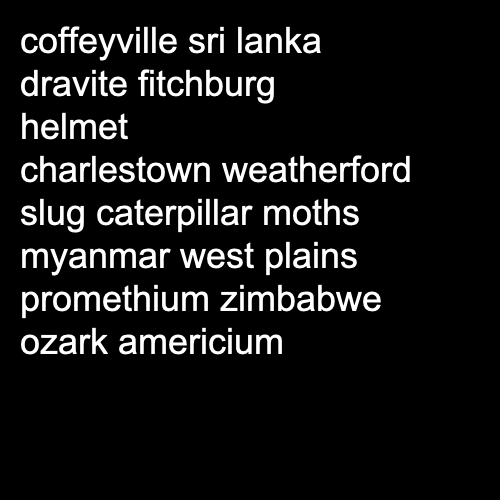 coffeyville sri lanka
dravite fitchburg
helmet
charlestown weatherford
slug caterpillar moths
myanmar west plains
promethium zimbabwe
ozark americium